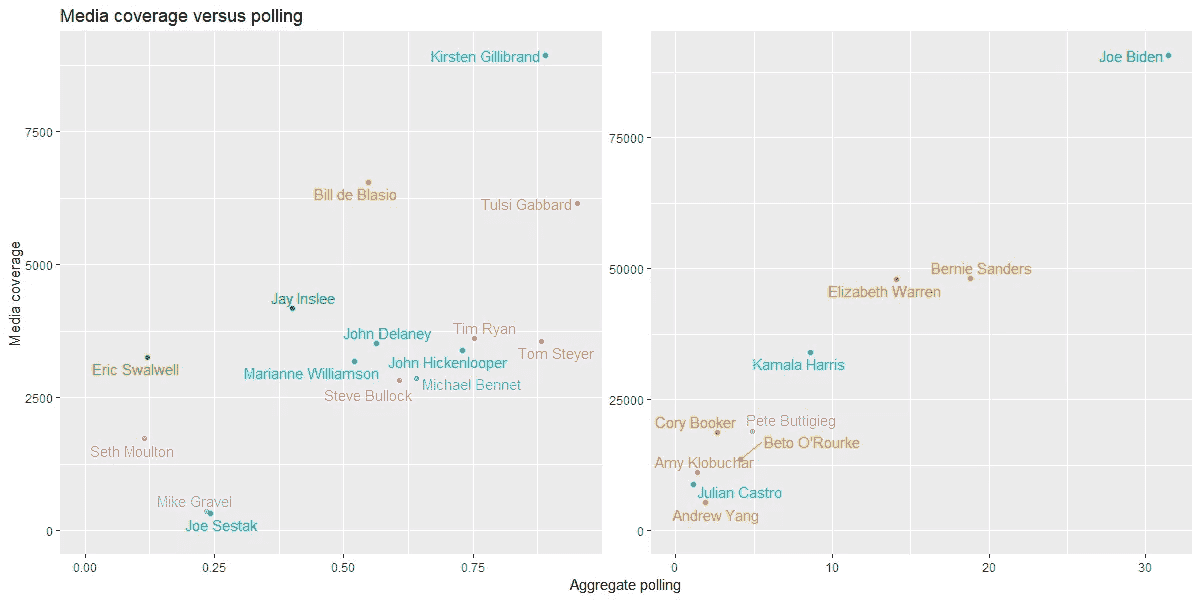 Media coverage versus polling
Media coverage
7500
5000
2500
0
Kirsten Gillibrand
Bill de Blasio
Tulsi Gabbard
Jay Inslee
John Delaney
Tim Ryan
Tom Steyer
Eric Swalwell
John Hickenlooper
Marianne Williamson
Michael Bennet
Steve Bullock
Seth Moulton
Mike Gravel
Joe Sestak
0.00 0.25 0.50 0.75
75000
50000
25000
0
Joe Biden
Bernie Sanders
Elizabeth Warren
Kamala Harris
Cory Booker
Pete Buttigieg
Beto O'Rourke
Amy Klobuchar
Julian Castro
Andrew Yang
0 10 20 30
Aggregate polling